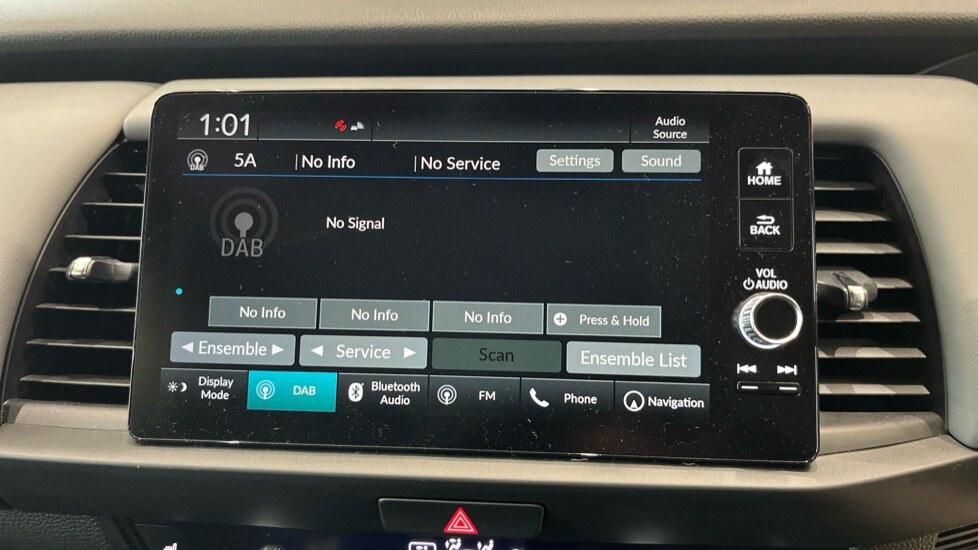 1:01
Audio
Source
DAB
5A
No Info
No Service
Settings
Sound
HOME
BACK
DAB
No Signal
VOL
AUDIO
No Info
No Info
No Info
Press & Hold
Ensemble
Service
Scan
Ensemble List
Display
Mode
DAB
Bluetooth
Audio
FM
Phone
Navigation